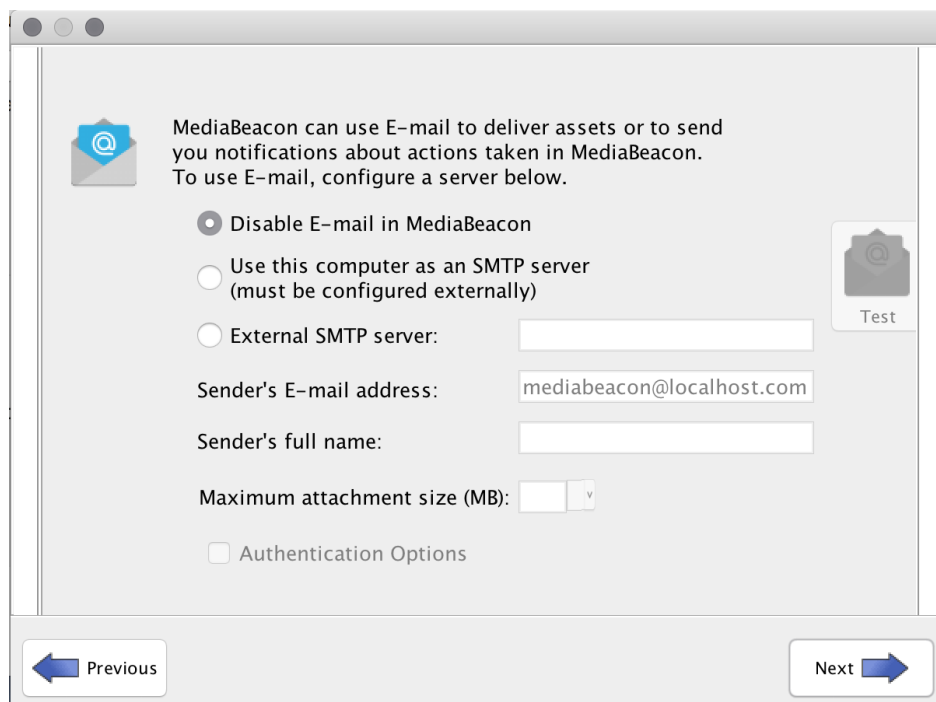 MediaBeacon can use E-mail to deliver assets or to send
you notifications about actions taken in MediaBeacon.
To use E-mail, configure a server below.
Disable E-mail in MediaBeacon
Use this computer as an SMTP server
(must be configured externally)
Test
External SMTP server:
Sender's E-mail address: mediabeacon@localhost.com
Sender's full name:
Maximum attachment size (MB):
Authentication Options
Previous
Next